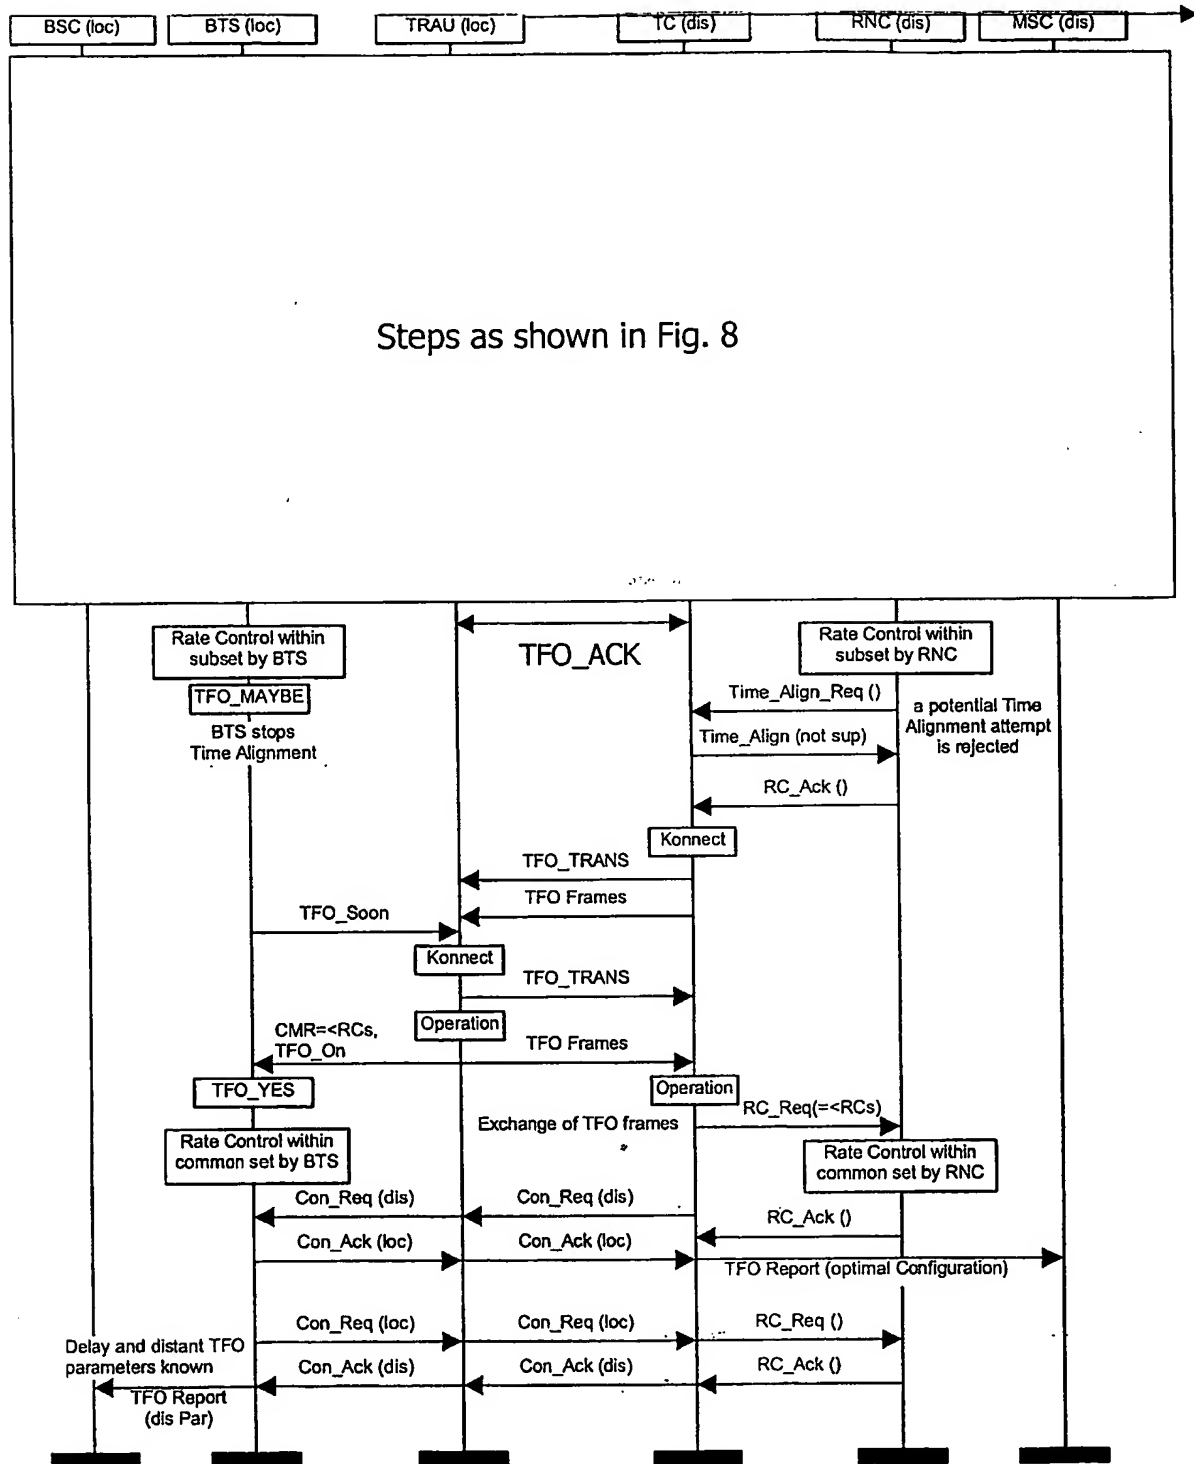 BSC (loc)
BTS (loc)
TRAU (loc)
TC (dis)
RNC (dis)
MSC (dis)
Steps as shown in Fig. 8
Rate Control within
subset by BTS
TFO_ACK
Rate Control within
subset by RNC
TFO_MAYBE
BTS stops
Time Alignment
Time_Align_Req ()
a potential Time
Alignment attempt
is rejected
Time_Align (not sup)
RC_Ack ()
Konnect
TFO_TRANS
TFO Frames
TFO_Soon
Konnect
TFO_TRANS
Operation
CMR=<RCs,
TFO_On
TFO Frames
TFO_YES
Operation
Exchange of TFO frames
RC_Req(=<RCs)
Rate Control within
common set by BTS
Rate Control within
common set by RNC
Con_Req (dis)
Con_Req (dis)
RC_Ack ()
Con_Ack (loc)
Con_Ack (loc)
TFO Report (optimal Configuration)
Con_Req (loc)
Con_Req (loc)
RC_Req ()
Delay and distant TFO
parameters known
Con_Ack (dis)
Con_Ack (dis)
RC_Ack ()
TFO Report
(dis Par)